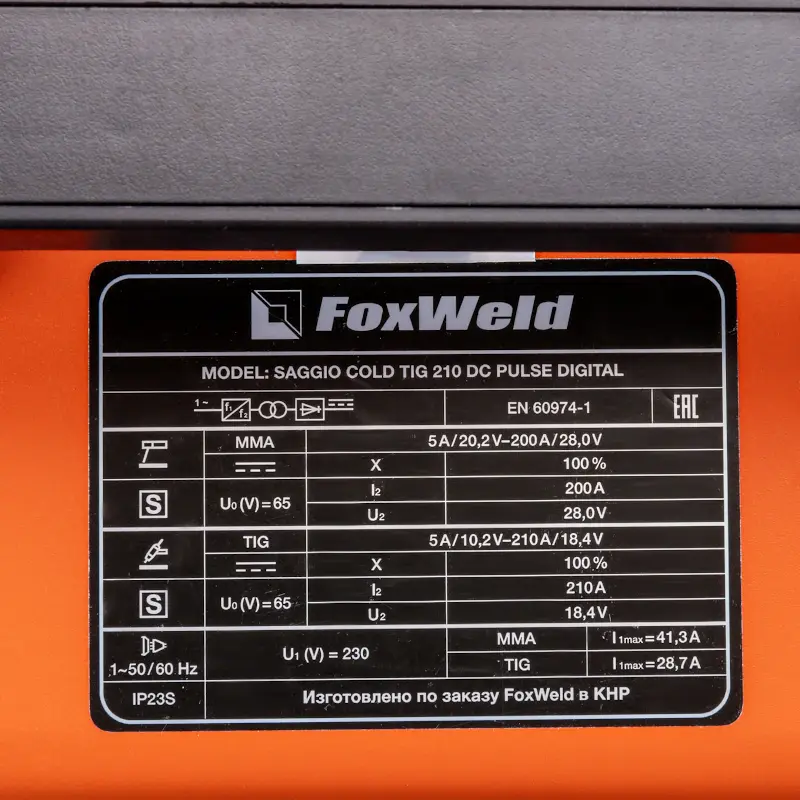 FoxWeld
MODEL: SAGGIO COLD TIG 210 DC PULSE DIGITAL
1~ f₁ f₂ EN 60974-1 EAC
MMA 5A/20,2V–200A/28,0V
X 100%
S U₀(V)=65 I₂ 200A
U₂ 28,0V
TIG 5A/10,2V–210A/18,4V
X 100%
S U₀(V)=65 I₂ 210A
U₂ 18,4V
1~50/60 Hz U₁ (V) = 230 MMA I₁max=41,3A
TIG I₁max=28,7A
IP23S Изготовлено по заказу FoxWeld в КНР